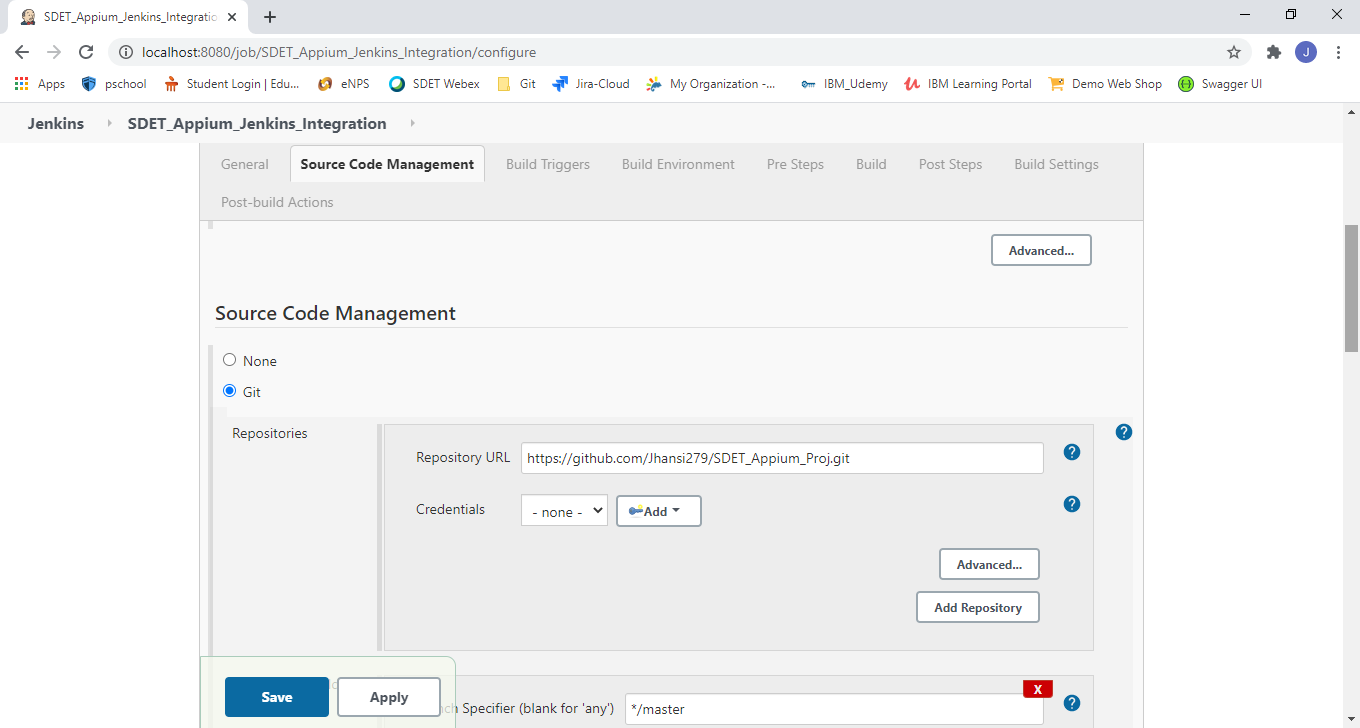 SDET_Appium_Jenkins_Integratio
localhost:8080/job/SDET_Appium_Jenkins_Integration/configure
J
Apps pschool Student Login | Edu... eNPS SDET Webex Git Jira-Cloud My Organization -... IBM_Udemy IBM Learning Portal Demo Web Shop Swagger UI
Jenkins SDET_Appium_Jenkins_Integration
General Source Code Management Build Triggers Build Environment Pre Steps Build Post Steps Build Settings
Post-build Actions
Advanced...
Source Code Management
None
Git
Repositories
?
Repository URL https://github.com/Jhansi279/SDET_Appium_Proj.git ?
Credentials - none - Add ?
Advanced...
Add Repository
X
Save Apply Specifier (blank for 'any') */master ?